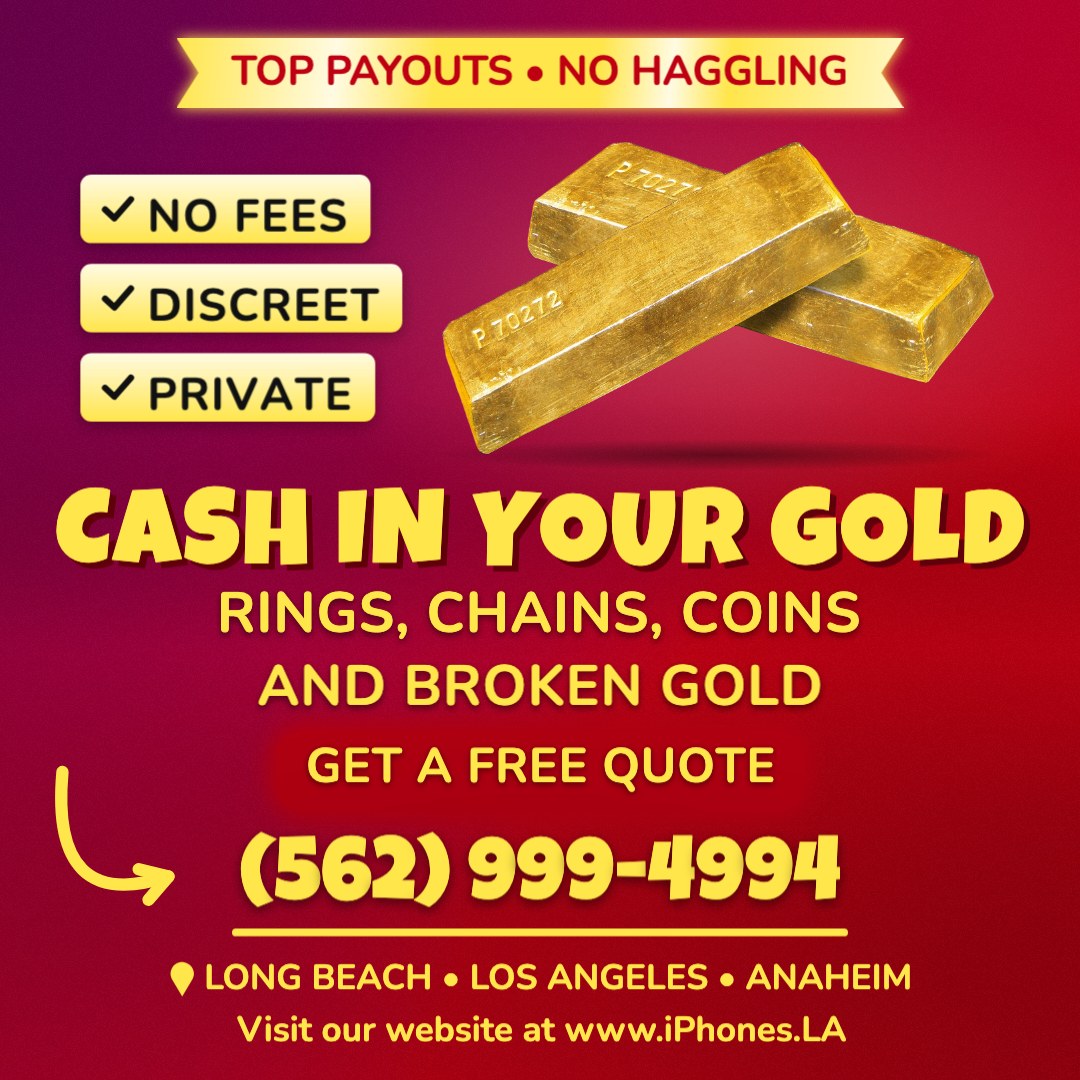 TOP PAYOUTS • NO HAGGLING
✓ NO FEES
✓ DISCREET
✓ PRIVATE
P 7027
P 70272
CASH IN YOUR GOLD
RINGS, CHAINS, COINS
AND BROKEN GOLD
GET A FREE QUOTE
(562) 999-4994
LONG BEACH • LOS ANGELES • ANAHEIM
Visit our website at www.iPhones.LA